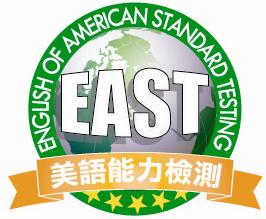 ENGLISH OF AMERICAN STANDARD TESTING
EAST
美語能力檢測